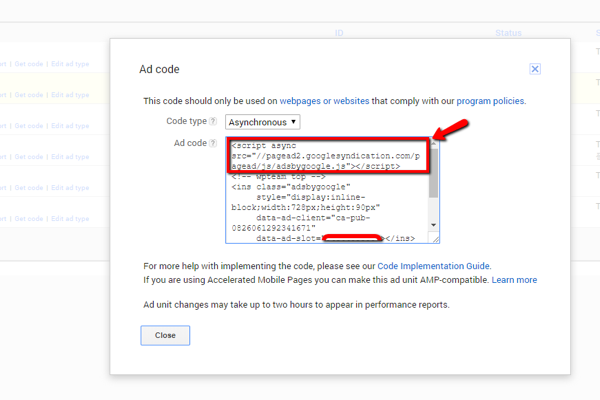 ID Status S
ort | Get code | Edit ad type
Ad code
This code should only be used on webpages or websites that comply with our program policies.
ort | Get code | Edit ad type
Code type ? Asynchronous
ort | Get code | Edit ad type
Ad code ?
<script async
src="//pagead2.googlesyndication.com/p
agead/js/adsbygoogle.js"></script>
<!-- wpteam top -->
<ins class="adsbygoogle"
style="display:inline-
block;width:728px;height:90px"
data-ad-client="ca-pub-
0826061292341671"
data-ad-slot= ></ins>
ort | Get code | Edit ad type
ort | Get code | Edit ad type
ort | Get code | Edit ad type
For more help with implementing the code, please see our Code Implementation Guide.
If you are using Accelerated Mobile Pages you can make this ad unit AMP-compatible. Learn more
Ad unit changes may take up to two hours to appear in performance reports.
Close